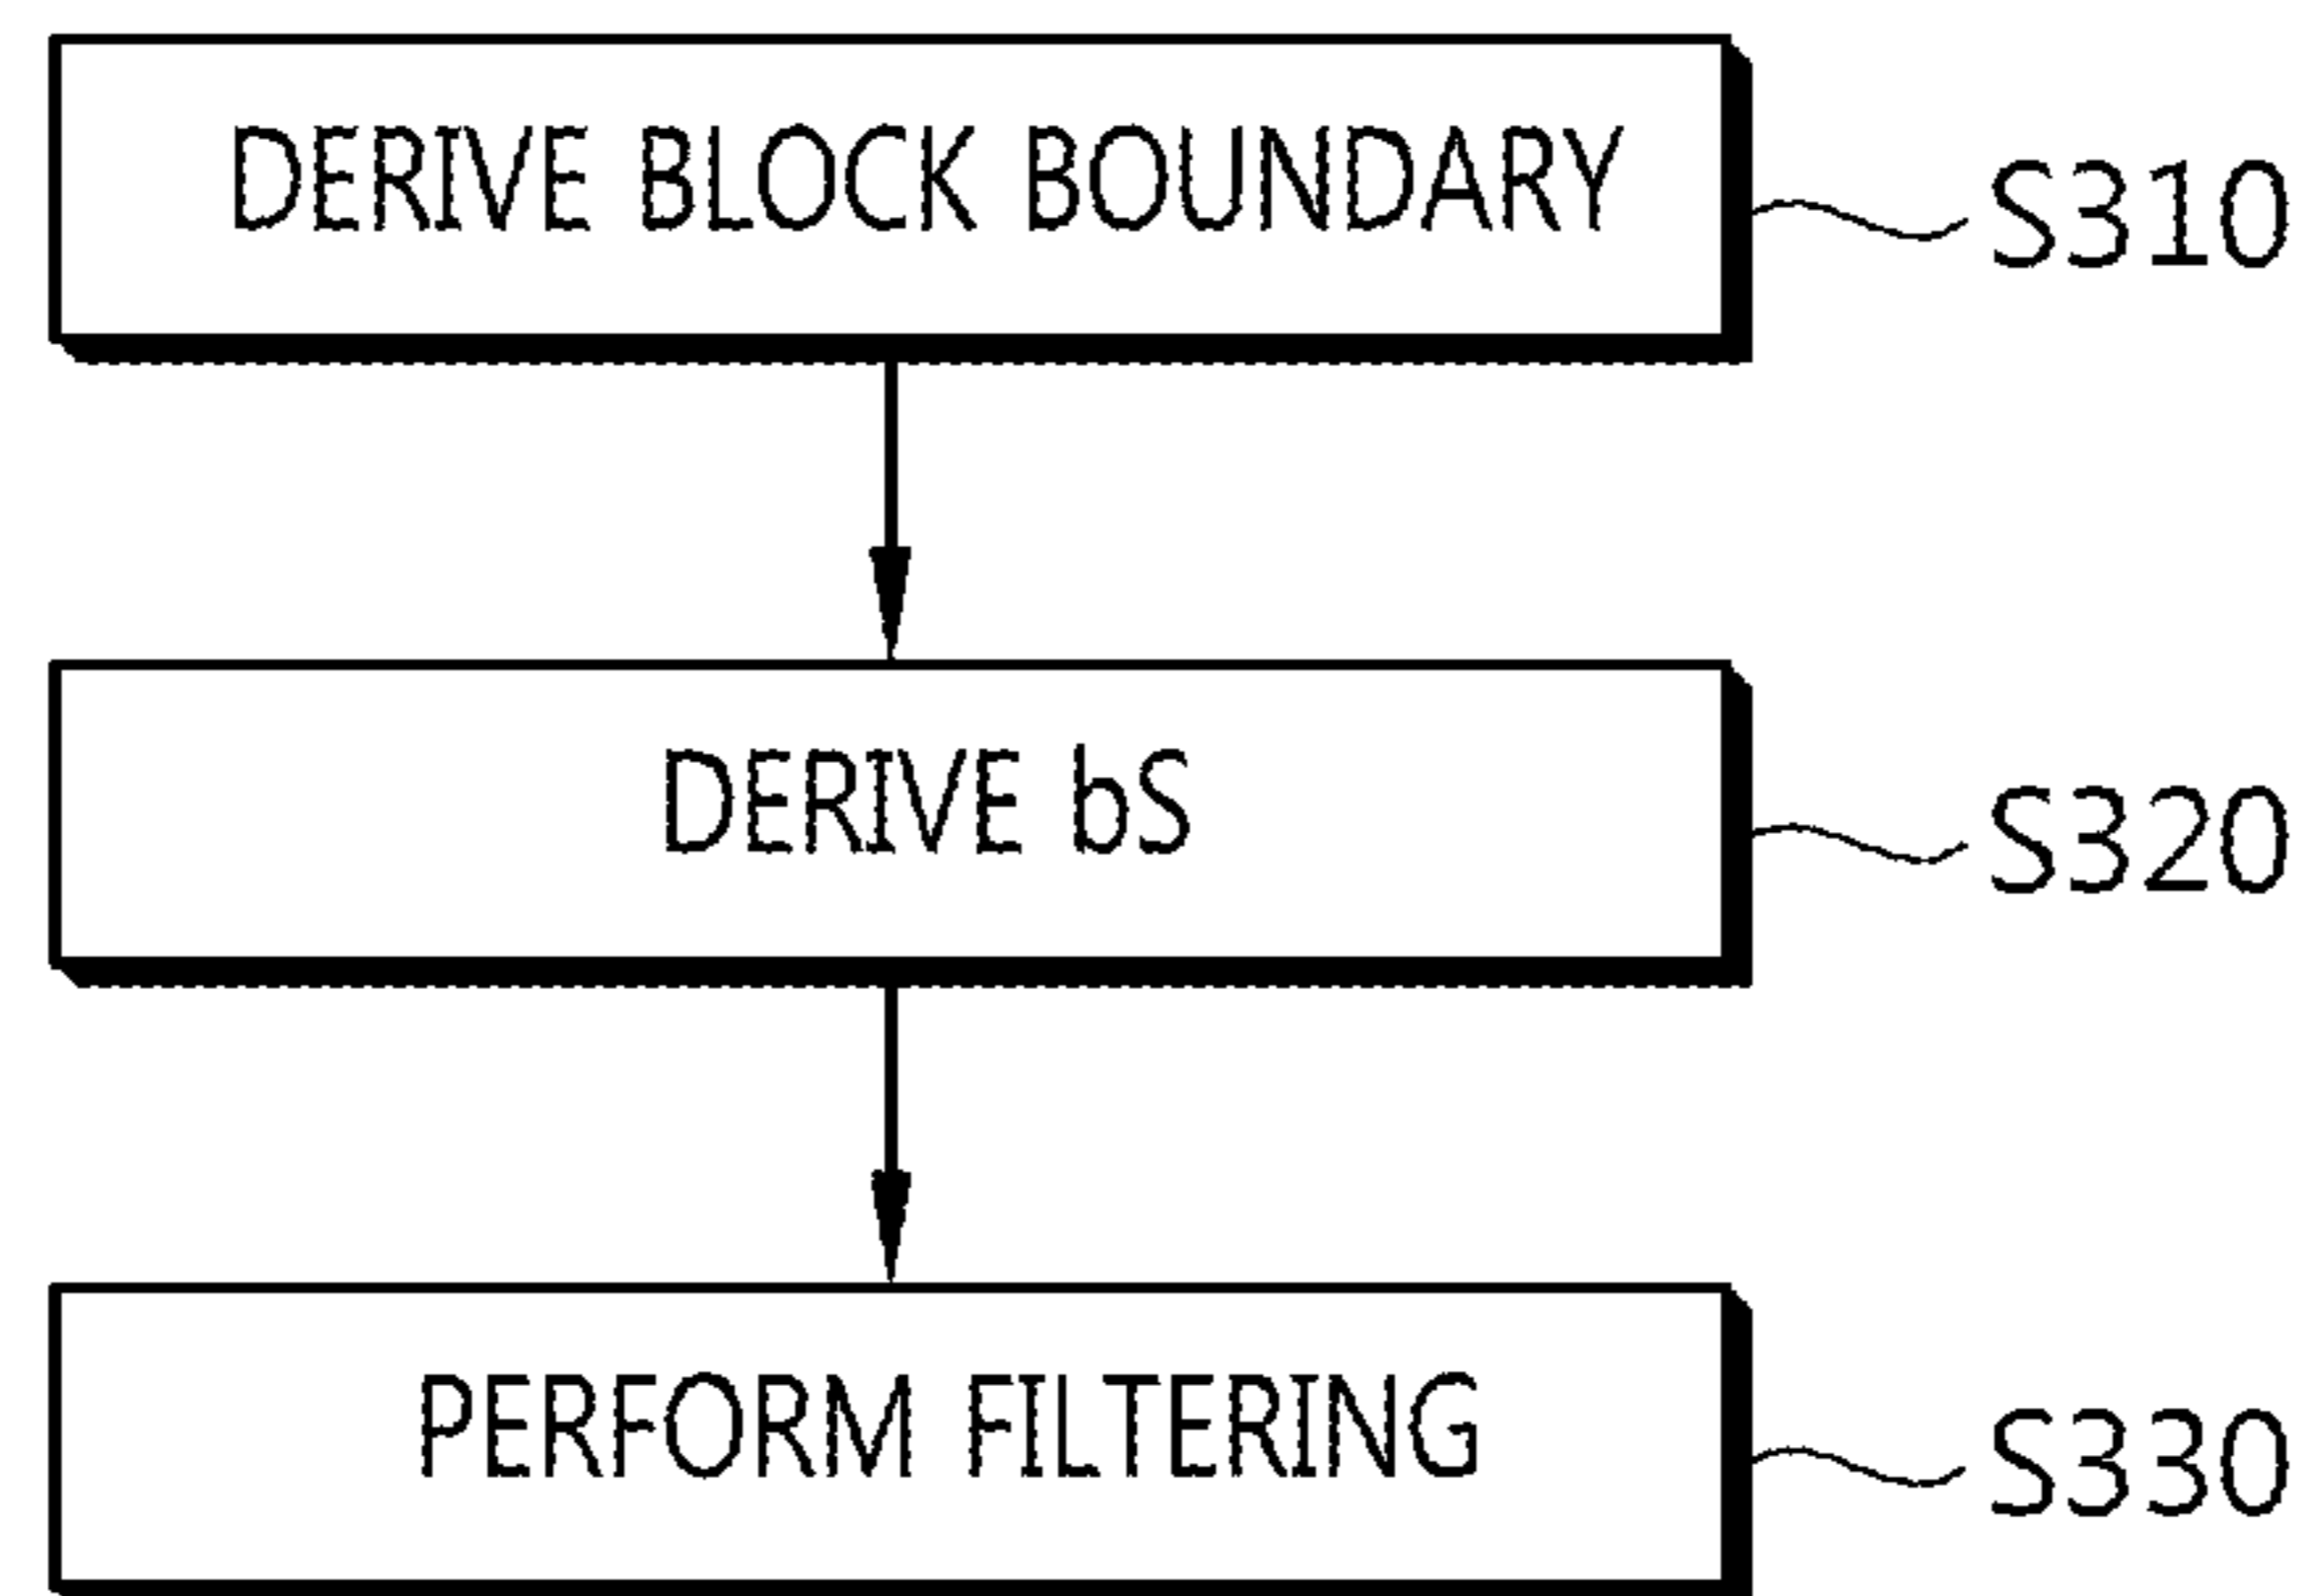 DERIVE BLOCK BOUNDARY
S310
DERIVE bS
S320
PERFORM FILTERING
S330